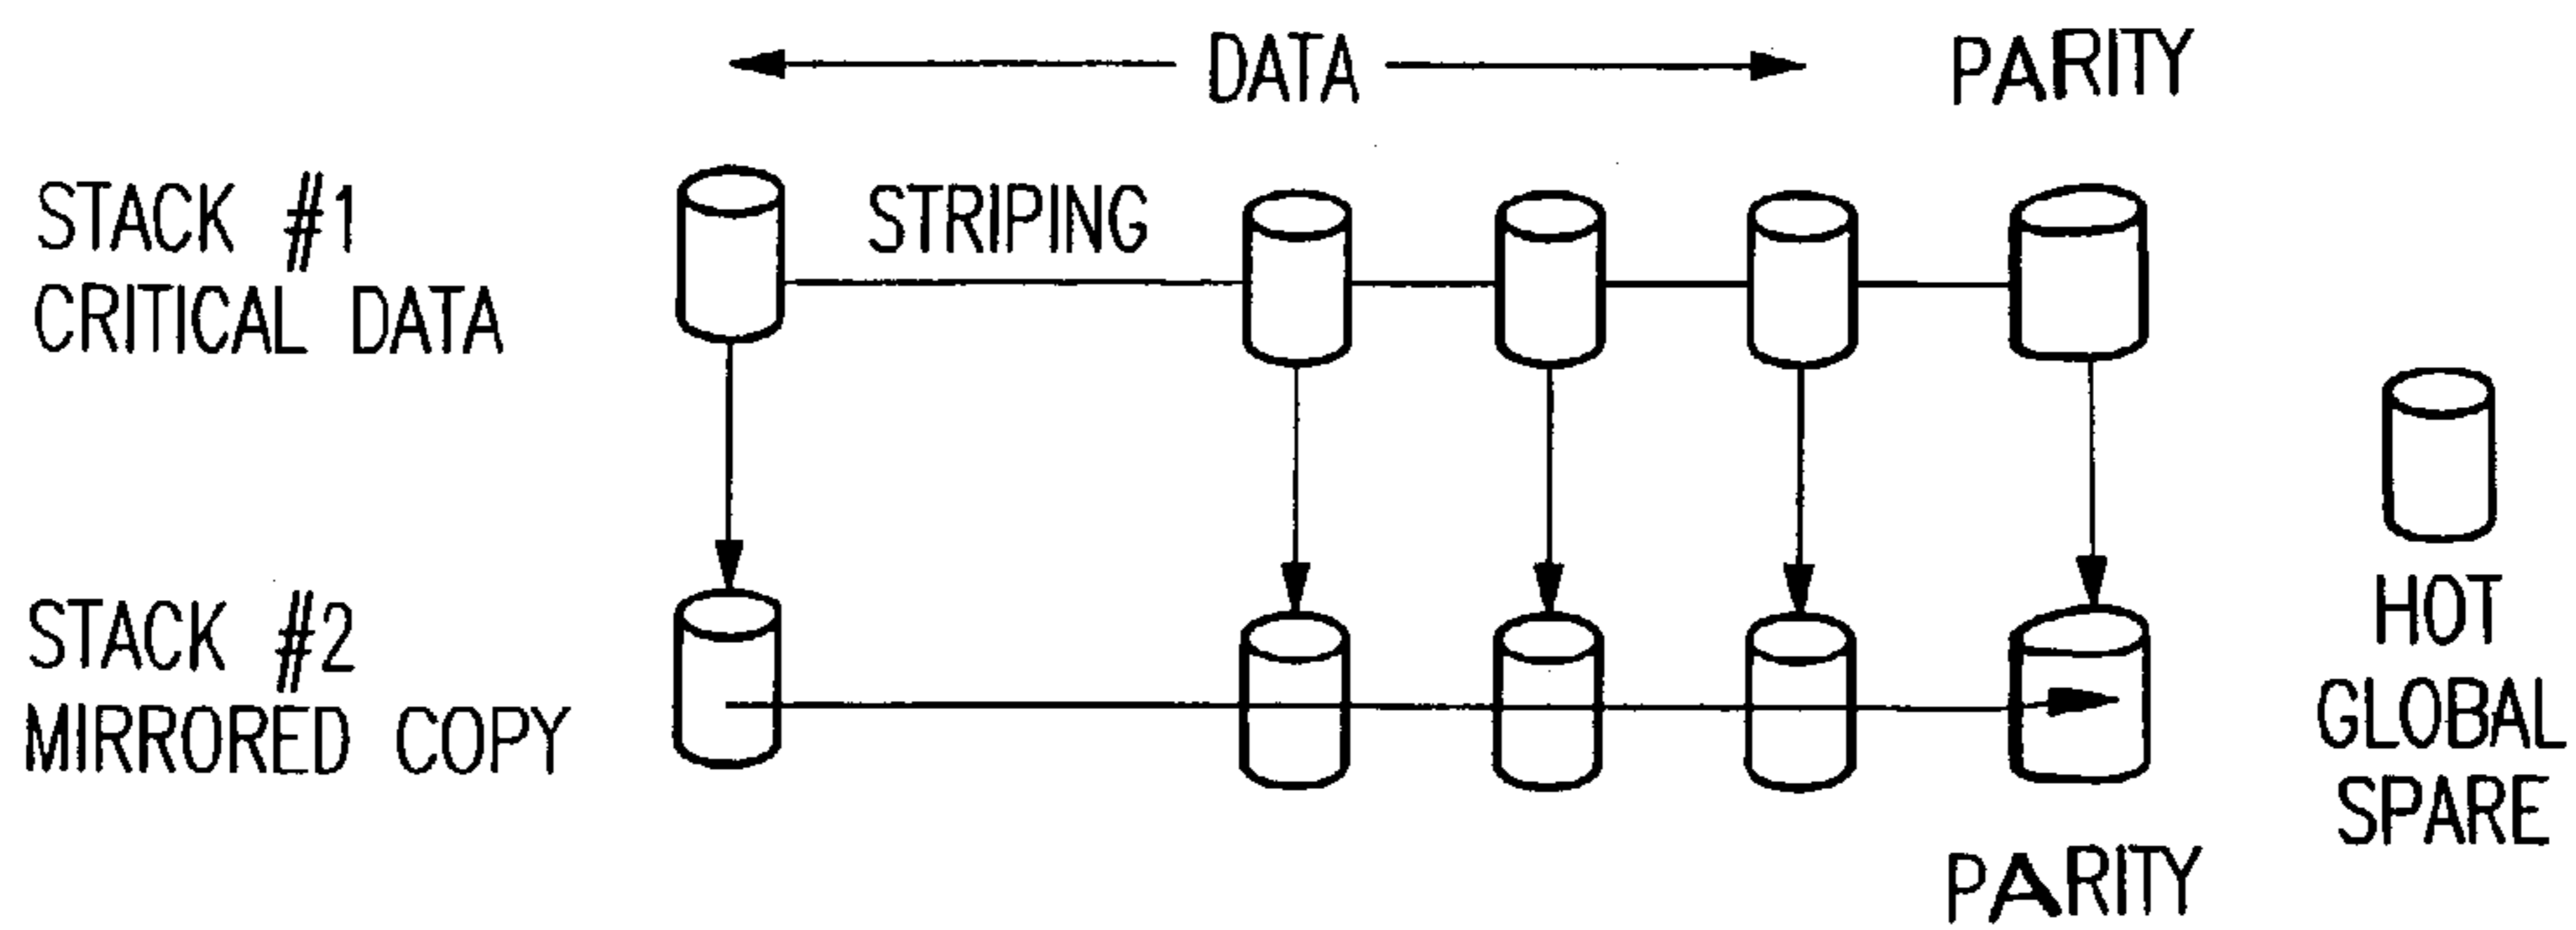 DATA
PARITY
STACK #1
CRITICAL DATA
STRIPING
STACK #2
MIRRORED COPY
HOT
GLOBAL
SPARE
PARITY